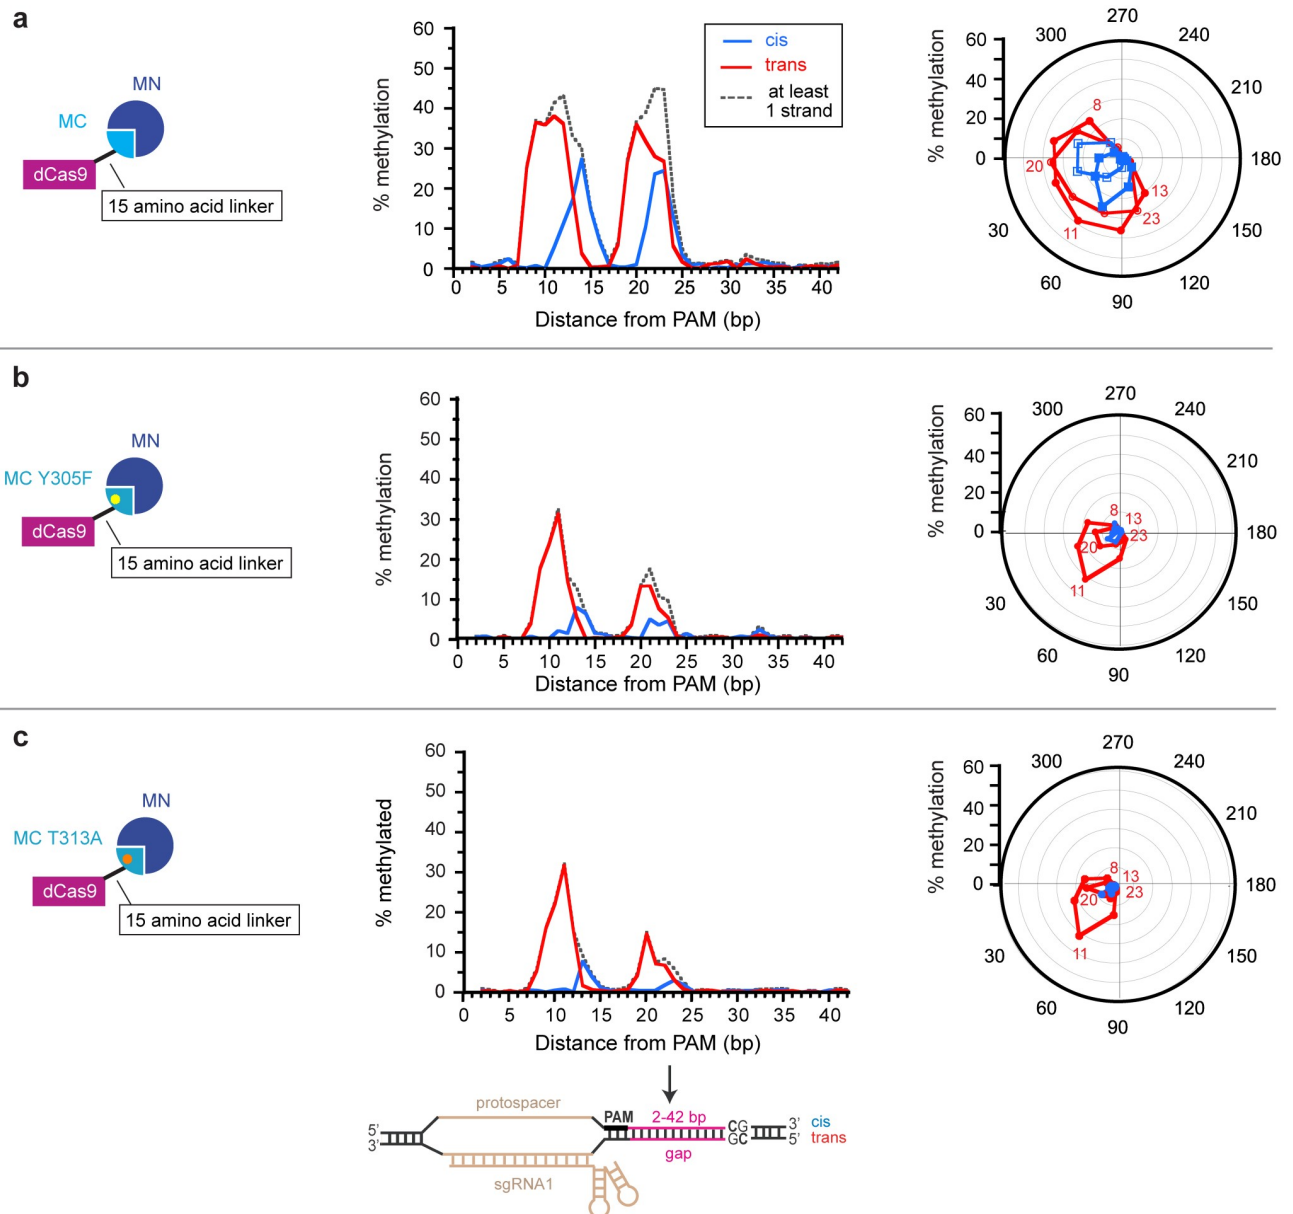 a
MN
MC
dCas9
15 amino acid linker
% methylation
60
50
40
30
20
10
0
0 5 10 15 20 25 30 35 40
Distance from PAM (bp)
cis
trans
at least
1 strand
% methylation
60
40
20
0
270
300 240
210
180
150
120
90
60
30
8
20
11
13
23
b
MN
MC Y305F
dCas9
15 amino acid linker
% methylation
60
50
40
30
20
10
0
0 5 10 15 20 25 30 35 40
Distance from PAM (bp)
% methylation
60
40
20
0
270
300 240
210
180
150
120
90
60
30
8 13
20 23
11
c
MN
MC T313A
dCas9
15 amino acid linker
% methylated
60
50
40
30
20
10
0
0 5 10 15 20 25 30 35 40
Distance from PAM (bp)
% methylation
60
40
20
0
270
300 240
210
180
150
120
90
60
30
8 13
20 23
11
protospacer
PAM 2-42 bp
5' CG 3' cis
3' GC 5' trans
gap
sgRNA1